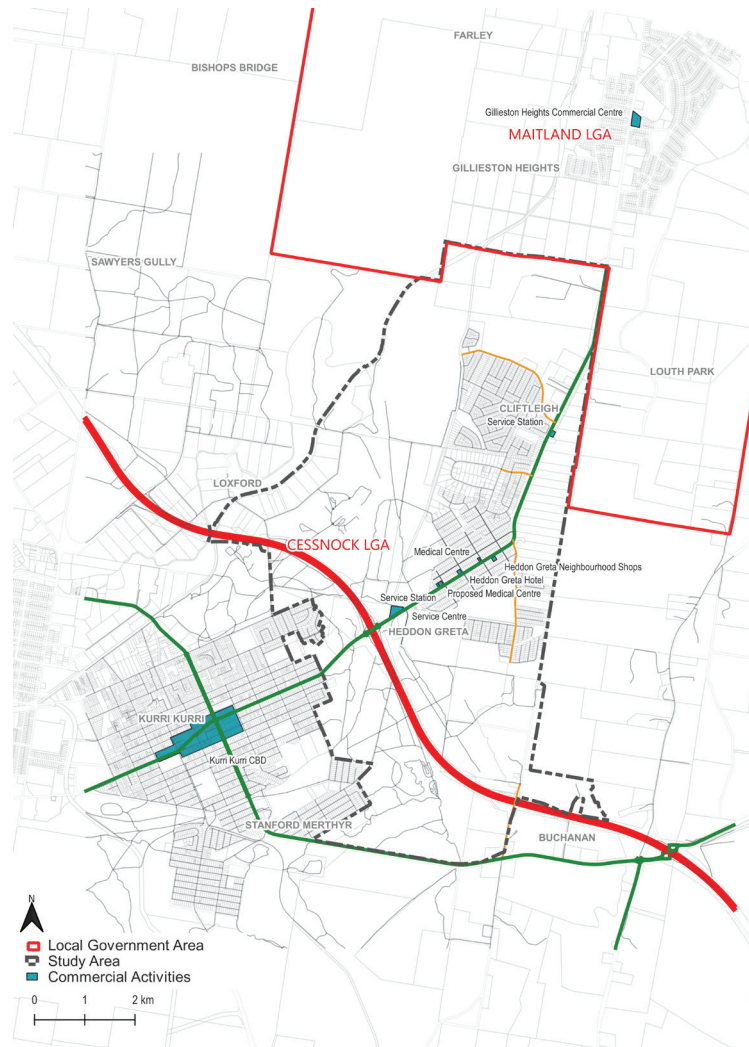 FARLEY
BISHOPS BRIDGE
Gillieston Heights Commercial Centre
MAITLAND LGA
GILLIESTON HEIGHTS
SAWYERS GULLY
LOUTH PARK
CLIFTLEIGH
Service Station
LOXFORD
CESSNOCK LGA
Medical Centre
Heddon Greta Neighbourhood Shops
Heddon Greta Hotel
Proposed Medical Centre
Service Station
Service Centre
HEDDON GRETA
KURRI KURRI
Kurri Kurri CBD
STANFORD MERTHYR
BUCHANAN
N
Local Government Area
Study Area
Commercial Activities
0 1 2 km